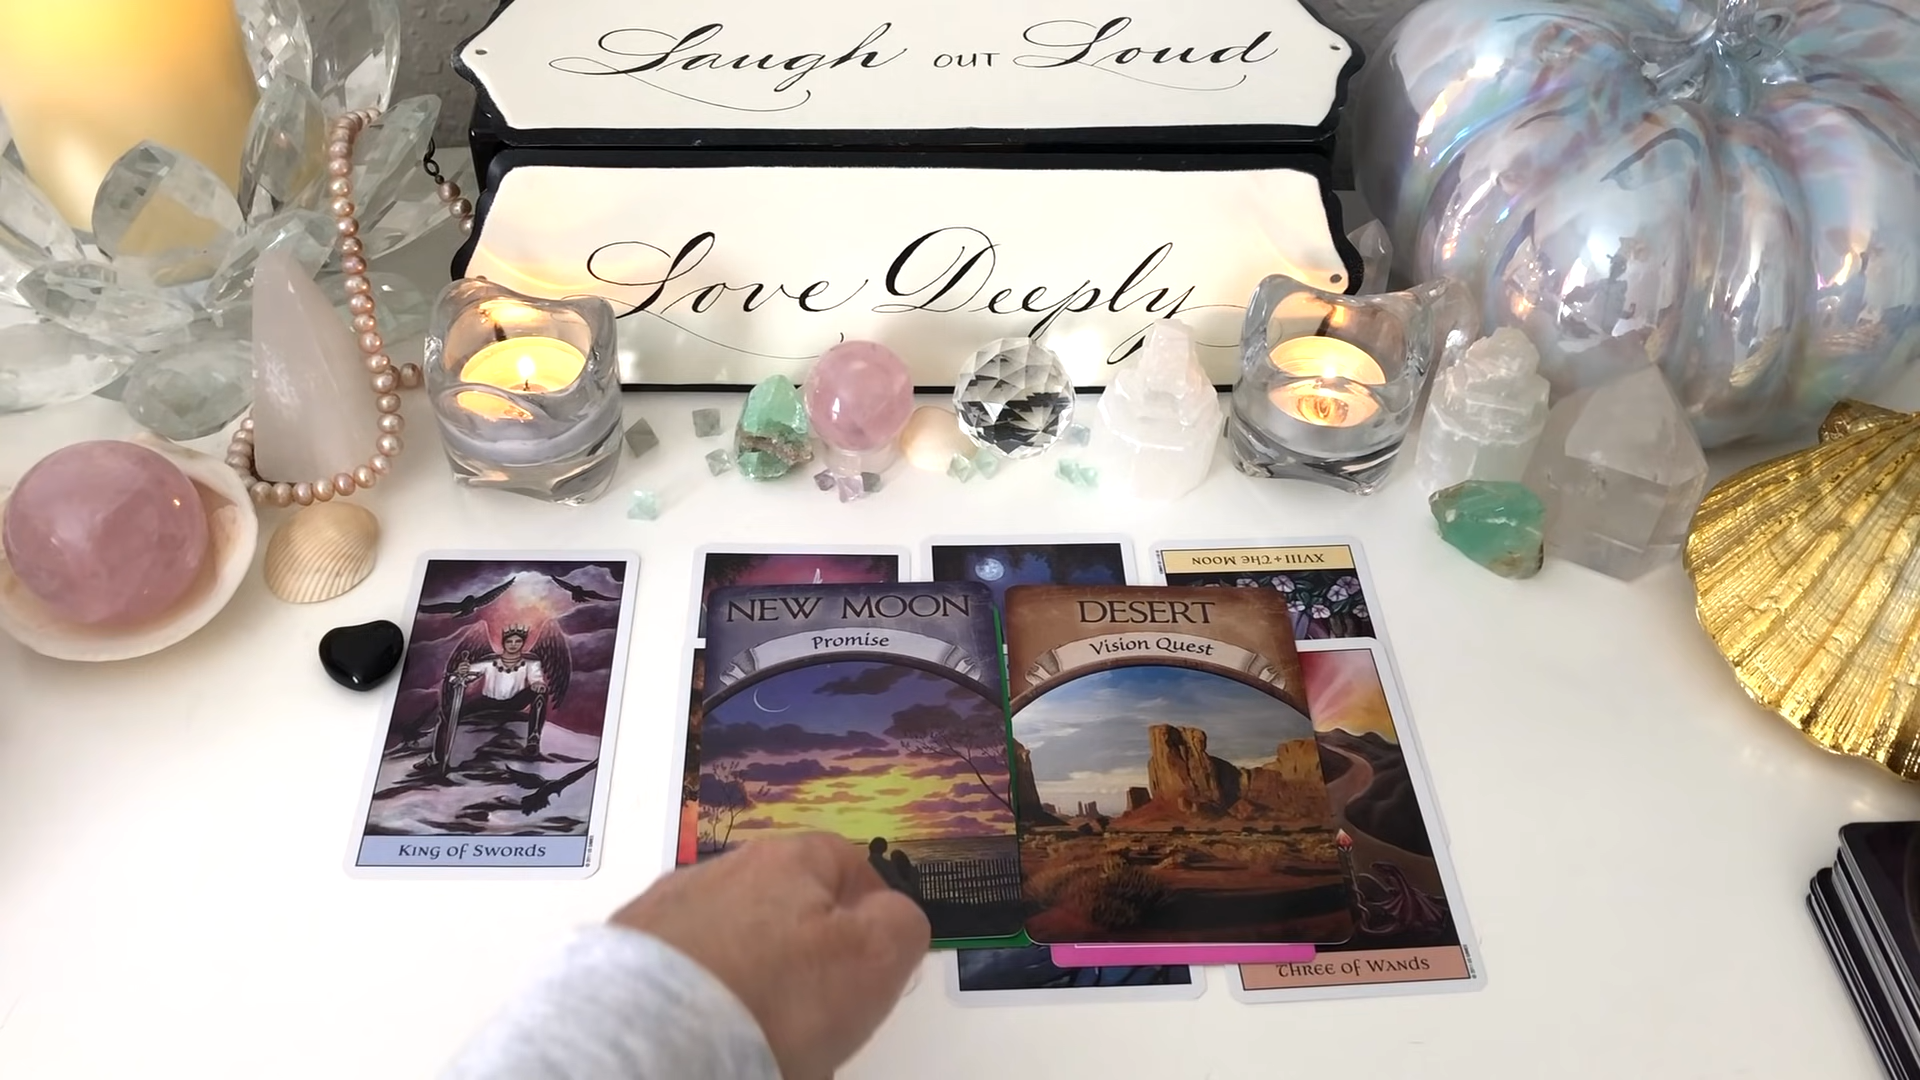 Laugh OUT Loud
Love Deeply
XVIII + The Moon
NEW MOON
Promise
DESERT
Vision Quest
King of Swords
Three of Wands